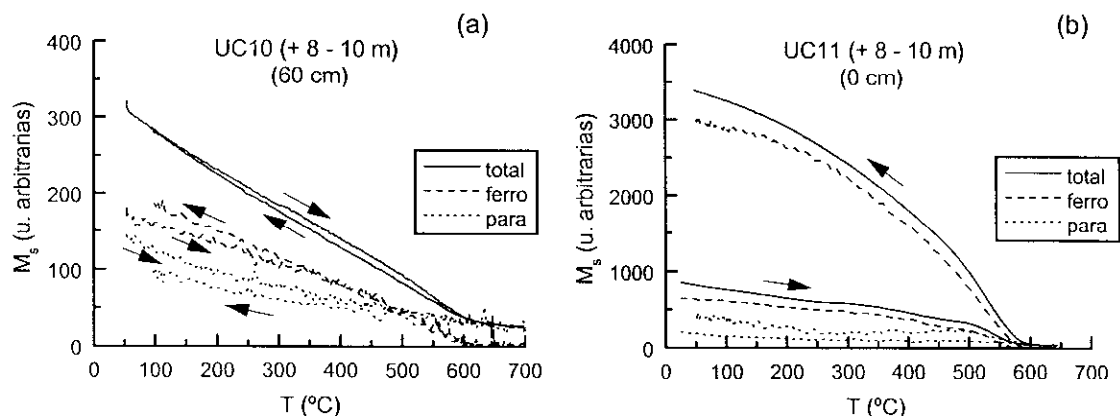 (a)
UC10 (+ 8 - 10 m)
(60 cm)
400
300
200
100
0
M_s (u. arbitrarias)
total
ferro
para
0 100 200 300 400 500 600 700
T (ºC)
(b)
UC11 (+ 8 - 10 m)
(0 cm)
4000
3000
2000
1000
0
M_s (u. arbitrarias)
total
ferro
para
0 100 200 300 400 500 600 700
T (ºC)